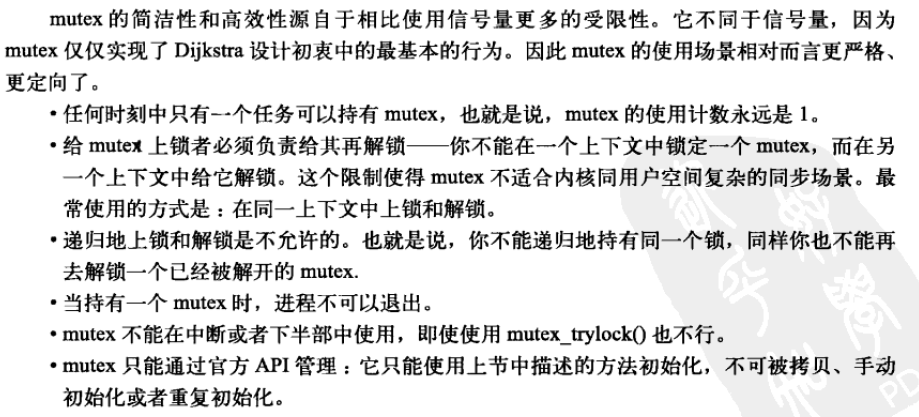 mutex 的简洁性和高效性源自于相比使用信号量更多的受限性。它不同于信号量，因为
mutex 仅仅实现了 Dijkstra 设计初衷中的最基本的行为。因此 mutex 的使用场景相对而言更严格、
更定向了。
• 任何时刻中只有一个任务可以持有 mutex，也就是说，mutex 的使用计数永远是 1。
• 给 mutex 上锁者必须负责给其再解锁——你不能在一个上下文中锁定一个 mutex，而在另
一个上下文中给它解锁。这个限制使得 mutex 不适合内核同用户空间复杂的同步场景。最
常使用的方式是：在同一上下文中上锁和解锁。
• 递归地上锁和解锁是不允许的。也就是说，你不能递归地持有同一个锁，同样你也不能再
去解锁一个已经被解开的 mutex.
• 当持有一个 mutex 时，进程不可以退出。
• mutex 不能在中断或者下半部中使用，即使使用 mutex_trylock() 也不行。
• mutex 只能通过官方 API 管理：它只能使用上节中描述的方法初始化，不可被拷贝、手动
初始化或者重复初始化。
PD